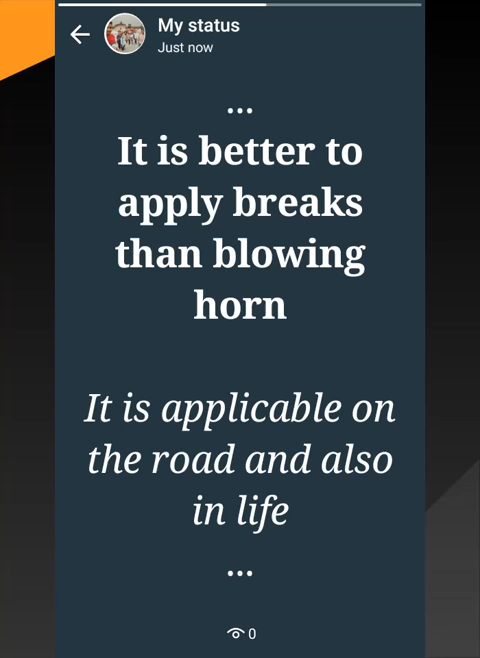 My status
Just now
...
It is better to
apply breaks
than blowing
horn
It is applicable on
the road and also
in life
...
0